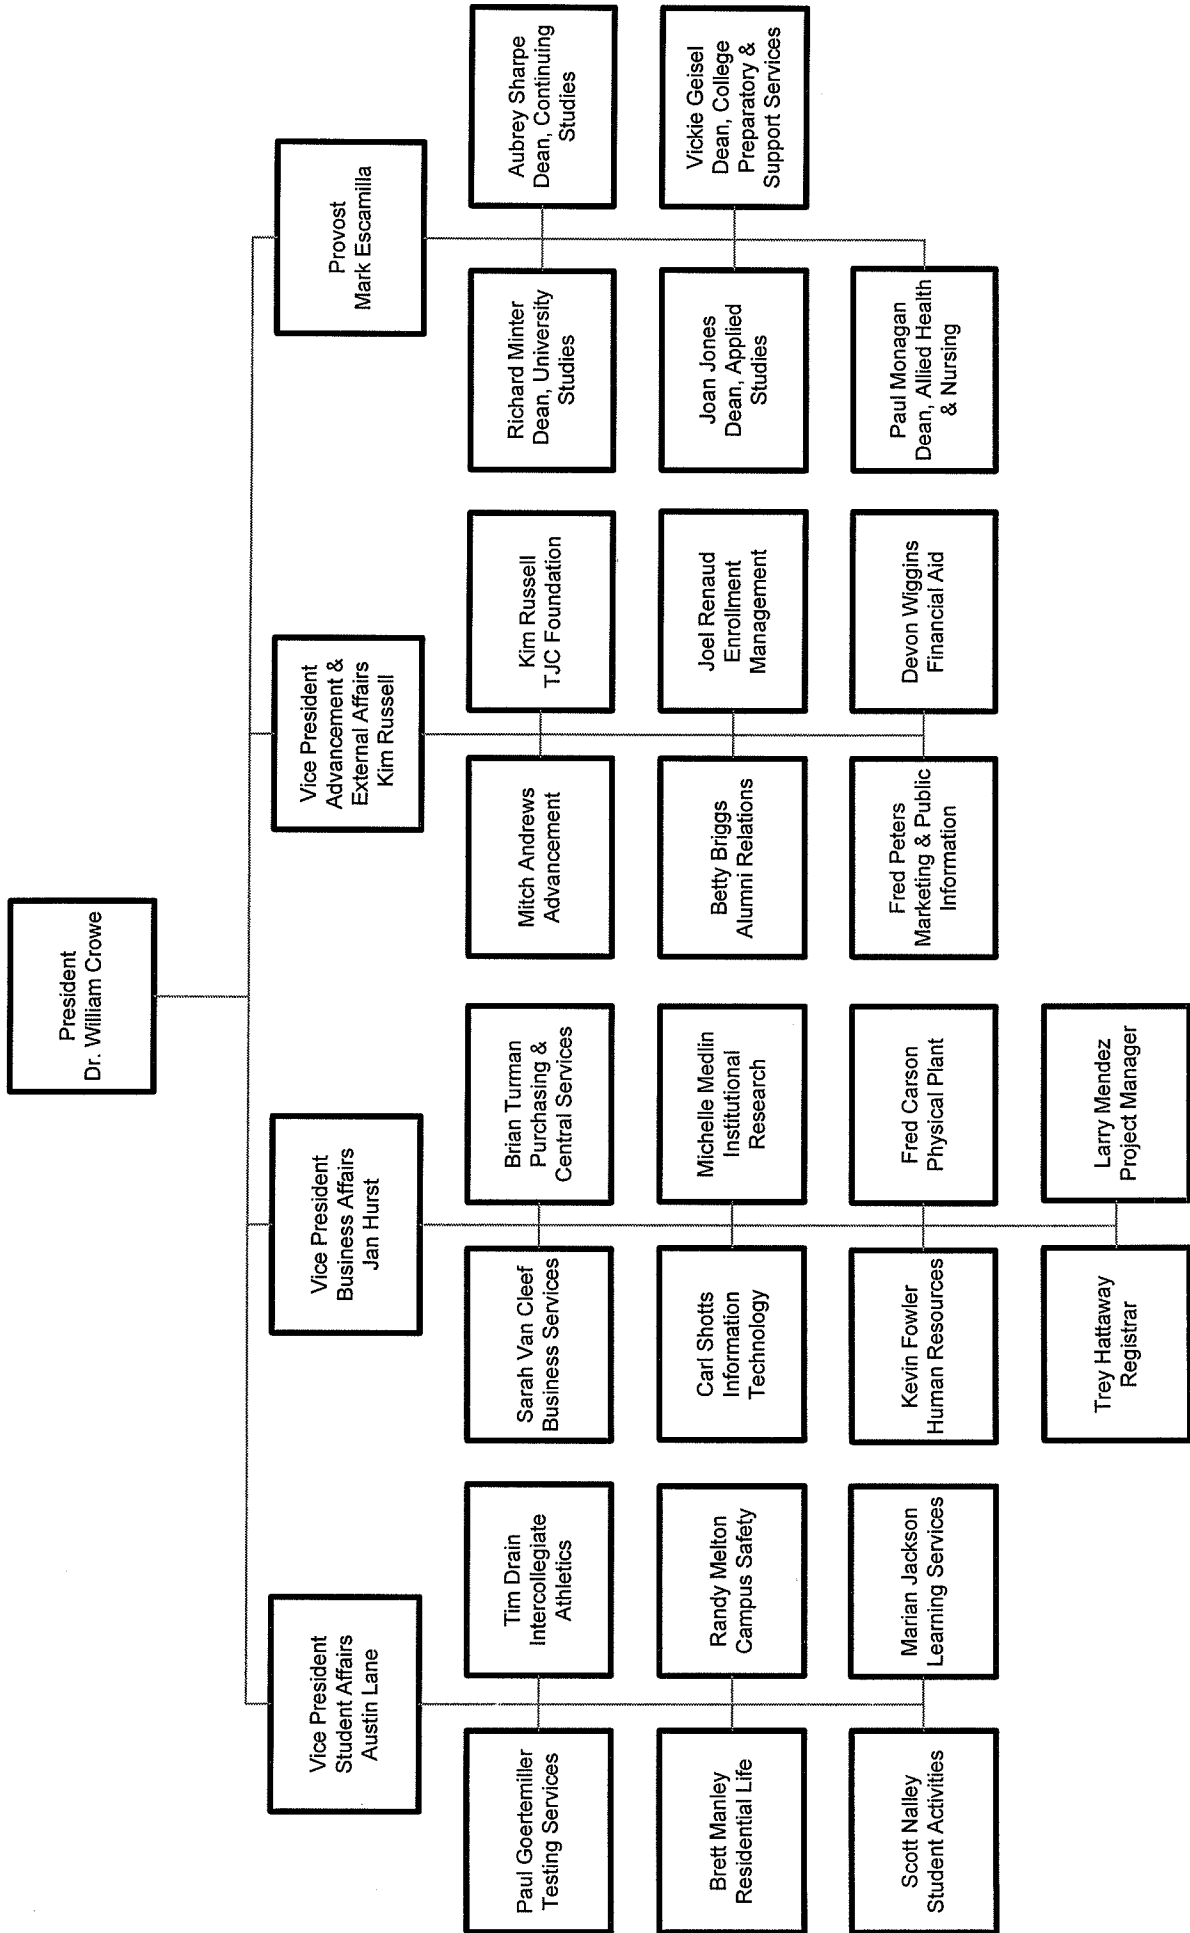 President
Dr. William Crowe
Vice President
Student Affairs
Austin Lane
Vice President
Business Affairs
Jan Hurst
Vice President
Advancement &
External Affairs
Kim Russell
Provost
Mark Escamilla
Paul Goertemiller
Testing Services
Tim Drain
Intercollegiate
Athletics
Sarah Van Cleef
Business Services
Brian Turman
Purchasing &
Central Services
Mitch Andrews
Advancement
Kim Russell
TJC Foundation
Richard Minter
Dean, University
Studies
Aubrey Sharpe
Dean, Continuing
Studies
Brett Manley
Residential Life
Randy Melton
Campus Safety
Carl Shotts
Information
Technology
Michelle Medlin
Institutional
Research
Betty Briggs
Alumni Relations
Joel Renaud
Enrollment
Management
Joan Jones
Dean, Applied
Studies
Vickie Geisel
Dean, College
Preparatory &
Support Services
Scott Nalley
Student Activities
Marian Jackson
Learning Services
Kevin Fowler
Human Resources
Fred Carson
Physical Plant
Fred Peters
Marketing & Public
Information
Devon Wiggins
Financial Aid
Paul Monagan
Dean, Allied Health
& Nursing
Trey Hattaway
Registrar
Larry Mendez
Project Manager